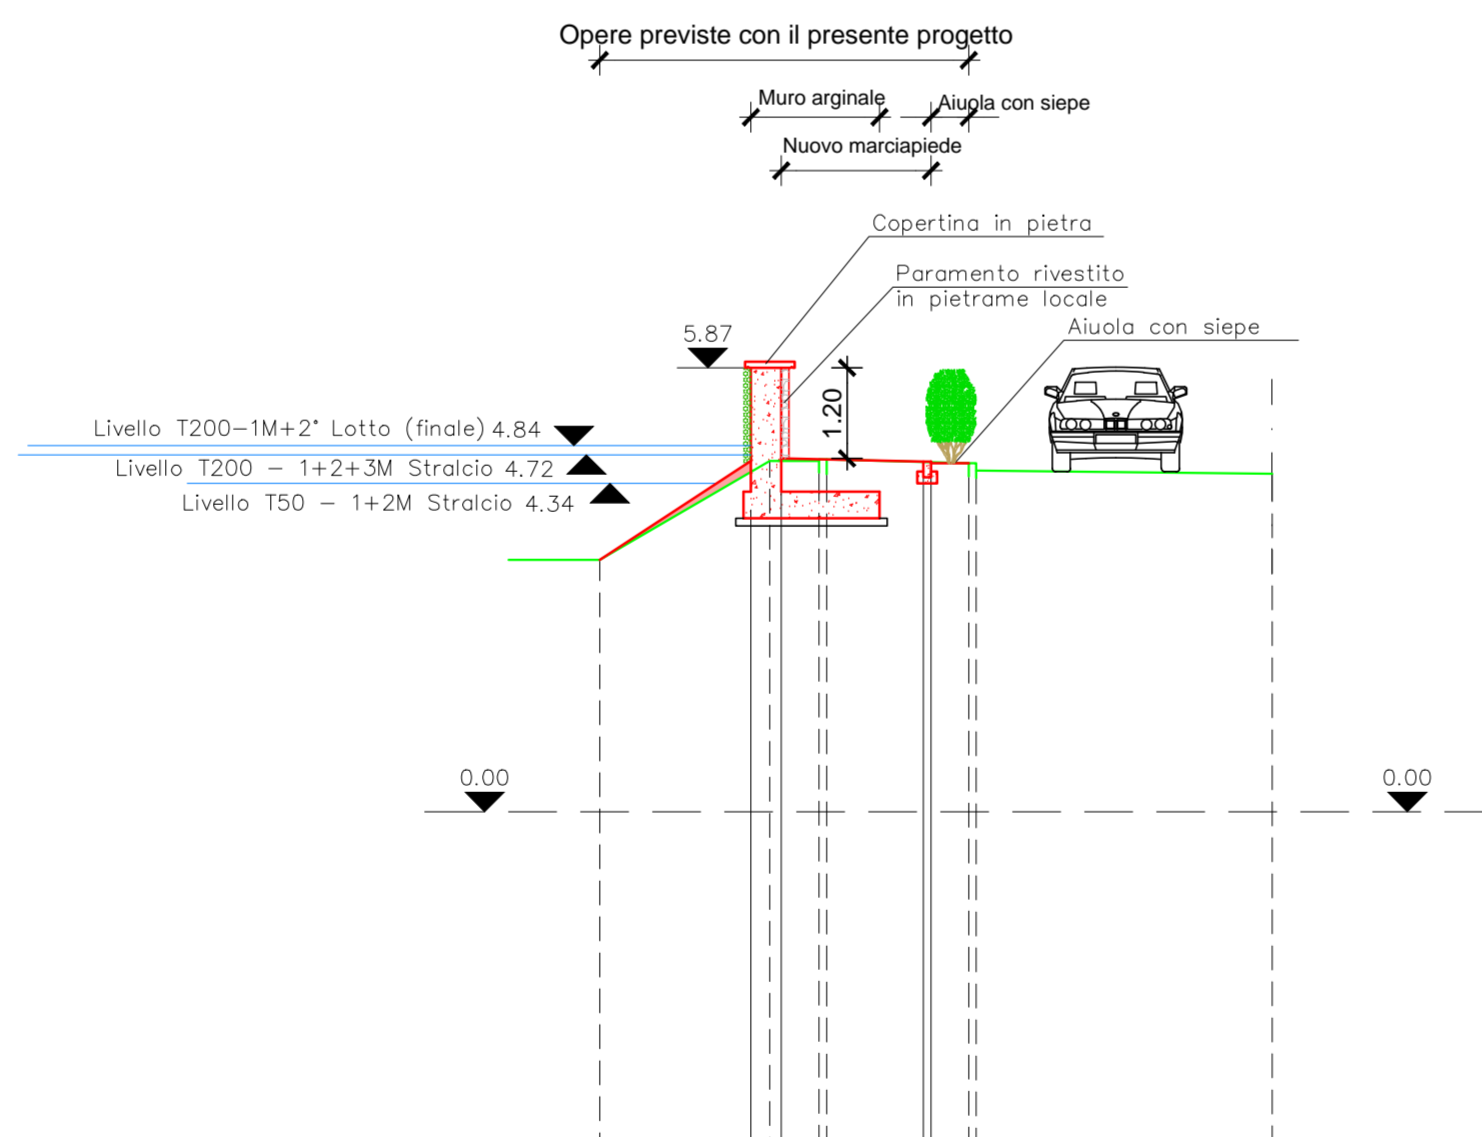 Opere previste con il presente progetto
Muro arginale
Aiuola con siepe
Nuovo marciapiede
Copertina in pietra
Paramento rivestito
in pietrame locale
Aiuola con siepe
5.87
1.20
Livello T200-1M+2° Lotto (finale) 4.84
Livello T200 - 1+2+3M Stralcio 4.72
Livello T50 - 1+2M Stralcio 4.34
0.00
0.00